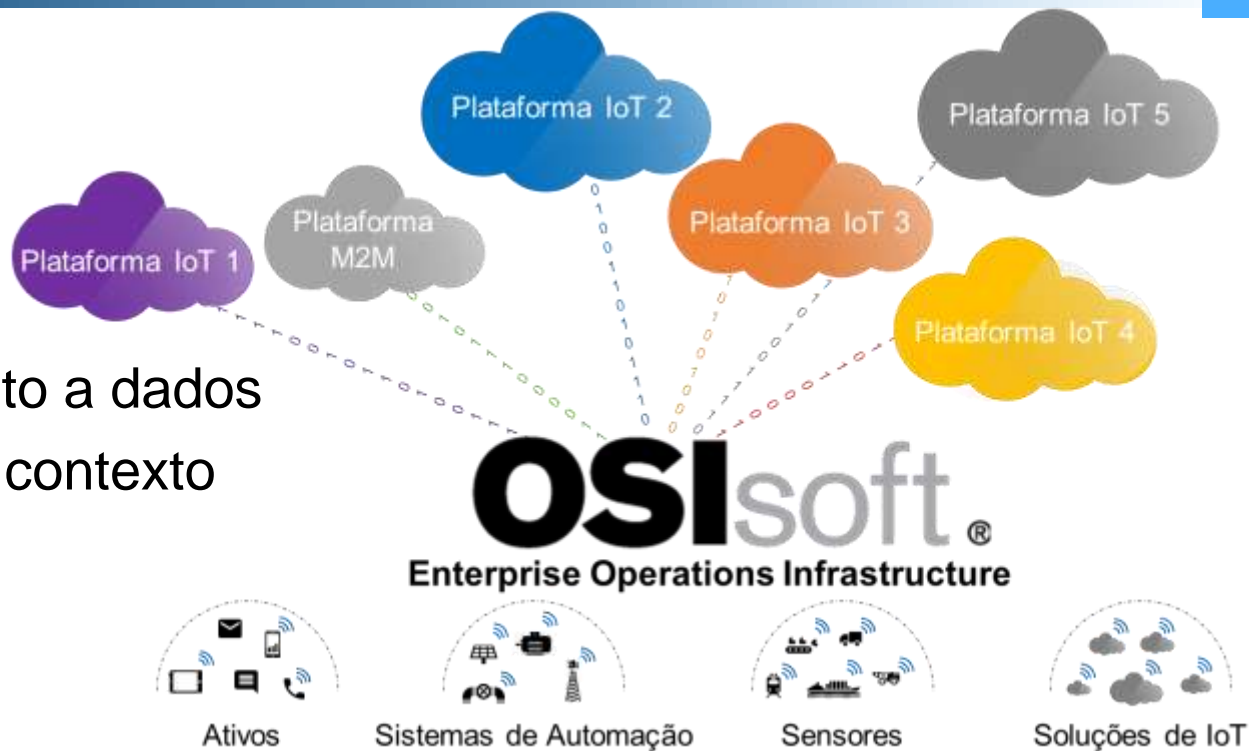 Plataforma IoT 2
Plataforma IoT 5
Plataforma
M2M
Plataforma IoT 3
Plataforma IoT 1
Plataforma IoT 4
to a dados
contexto
OSIsoft®
Enterprise Operations Infrastructure
Ativos
Sistemas de Automação
Sensores
Soluções de IoT